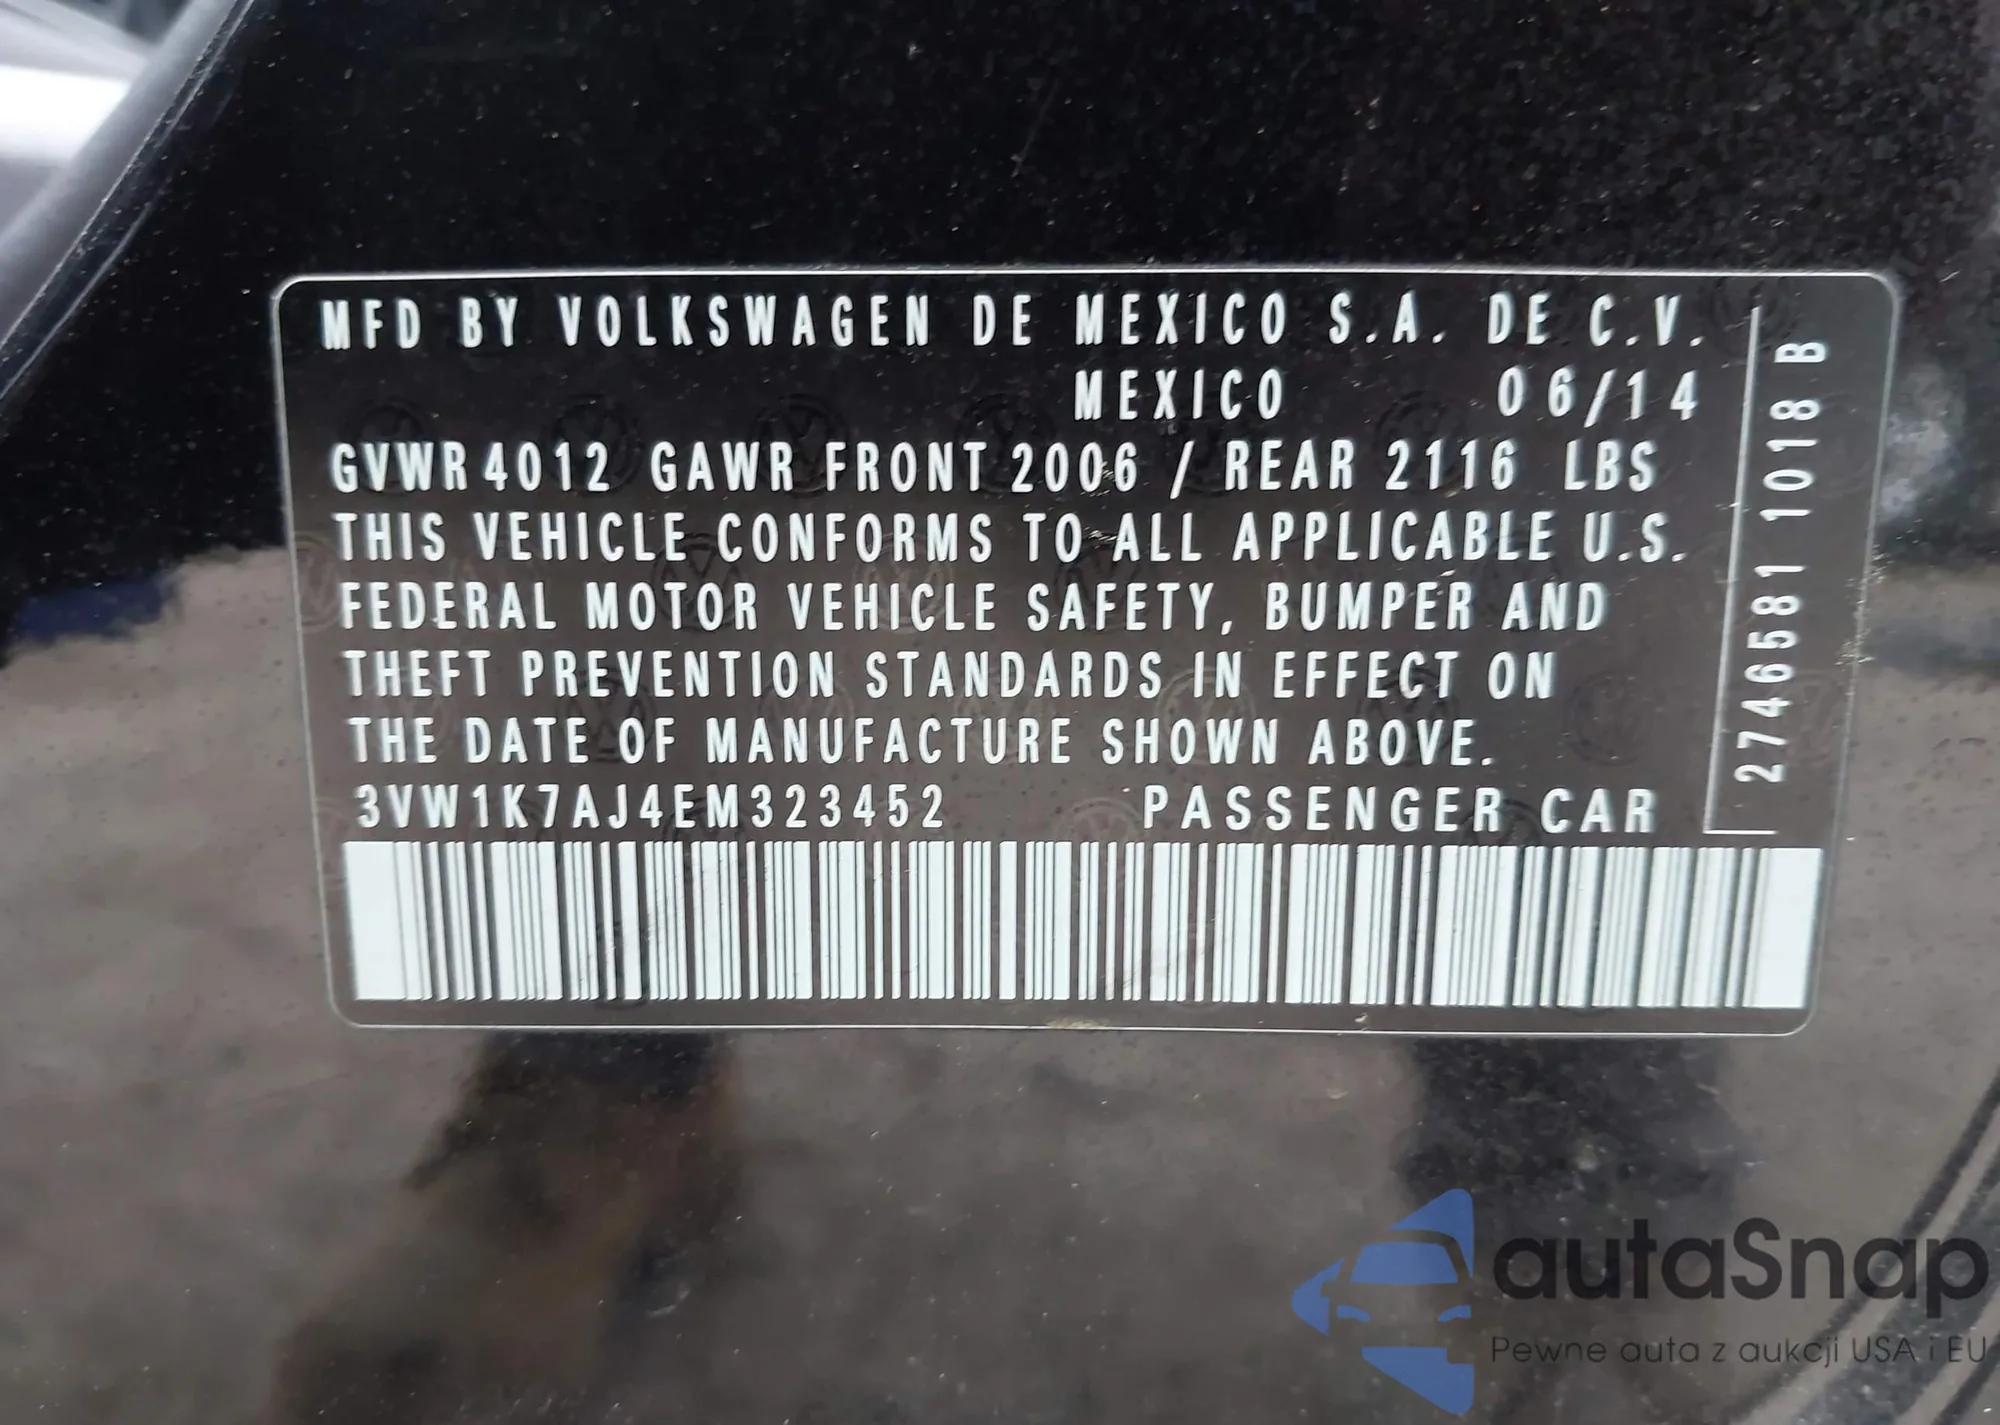 MFD BY VOLKSWAGEN DE MEXICO S.A. DE C.V.
MEXICO 06/14
GVWR 4012 GAWR FRONT 2006 / REAR 2116 LBS
THIS VEHICLE CONFORMS TO ALL APPLICABLE U.S.
FEDERAL MOTOR VEHICLE SAFETY, BUMPER AND
THEFT PREVENTION STANDARDS IN EFFECT ON
THE DATE OF MANUFACTURE SHOWN ABOVE.
3VW1K7AJ4EM323452 PASSENGER CAR
2746581 1018 B
autaSnap
Pewne auta z aukcji USA i EU